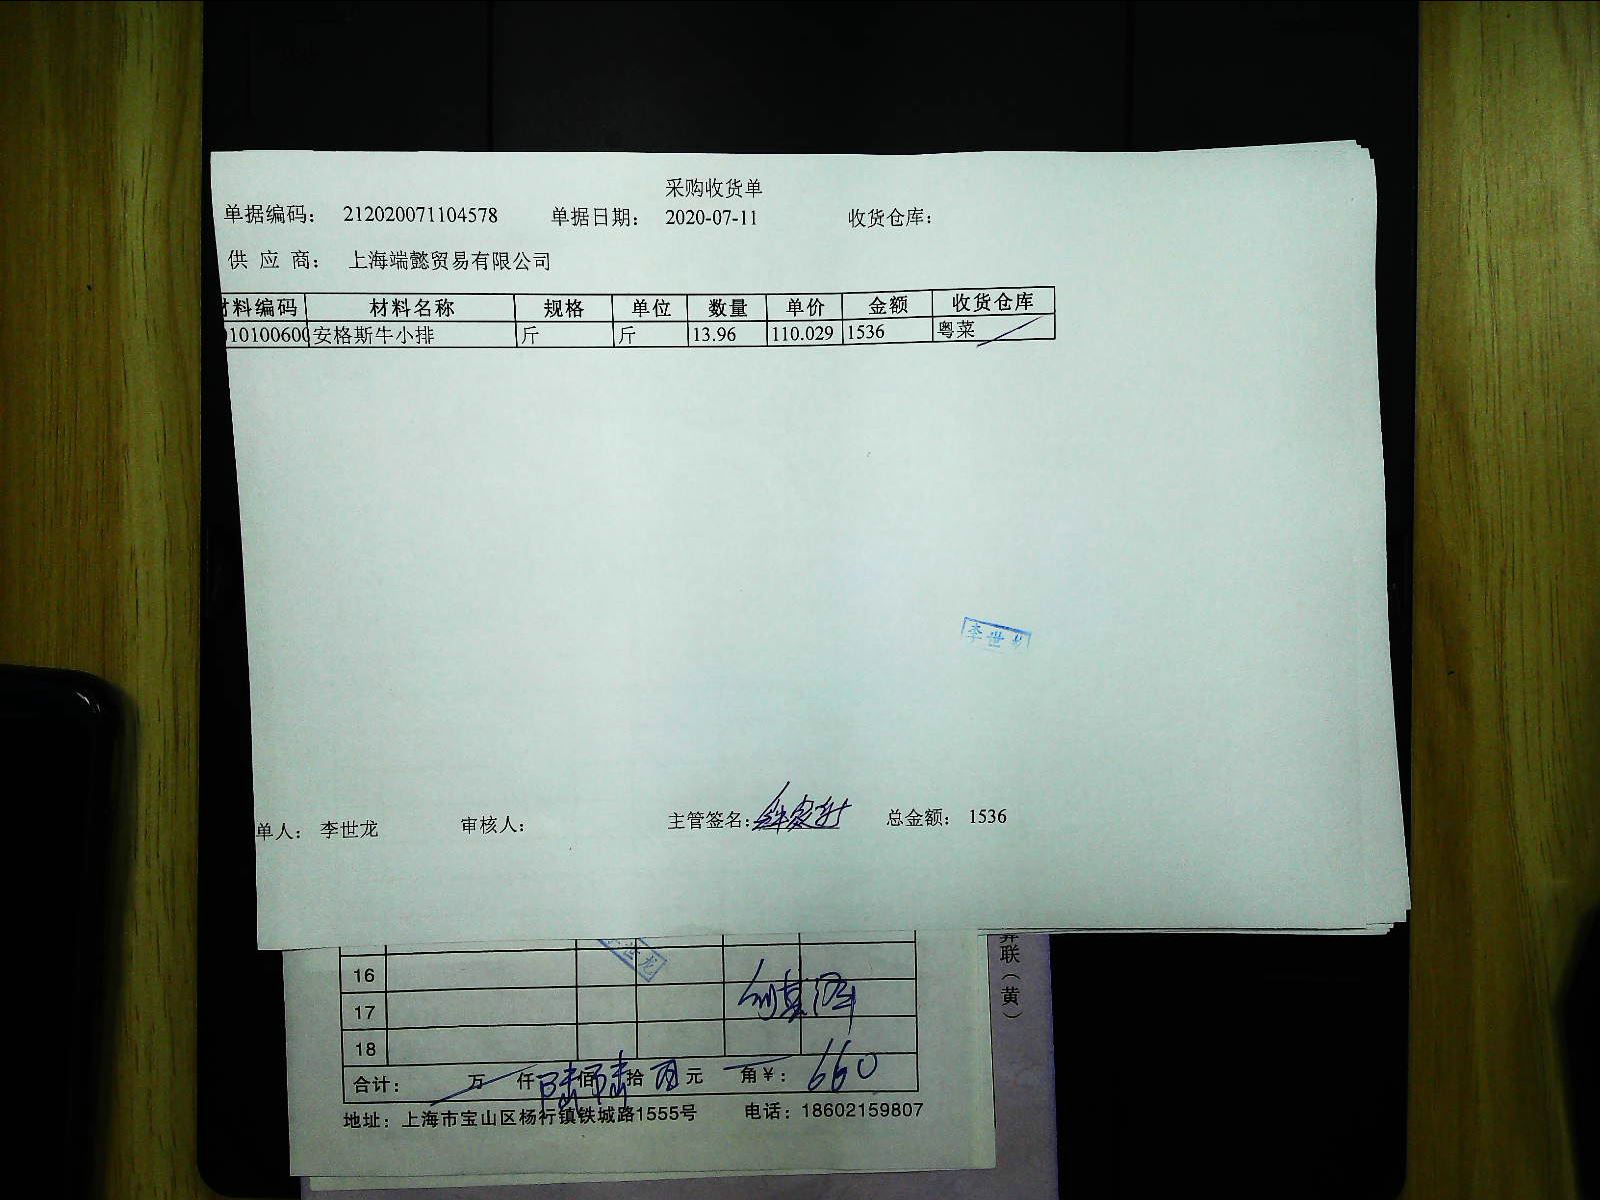 采购收货单
单据编码： 212020071104578 单据日期： 2020-07-11 收货仓库：
供 应 商： 上海端懿贸易有限公司
材料编码 材料名称 规格 单位 数量 单价 金额 收货仓库
010100600 安格斯牛小排 斤 斤 13.96 110.029 1536 粤菜
李世龙
单人： 李世龙 审核人： 主管签名： 总金额： 1536
联（黄）
世龙
16
17
18
合计： 万 仟 陆 佰 陆 拾 元 角¥： 660
地址：上海市宝山区杨行镇铁城路1555号 电话：18602159807